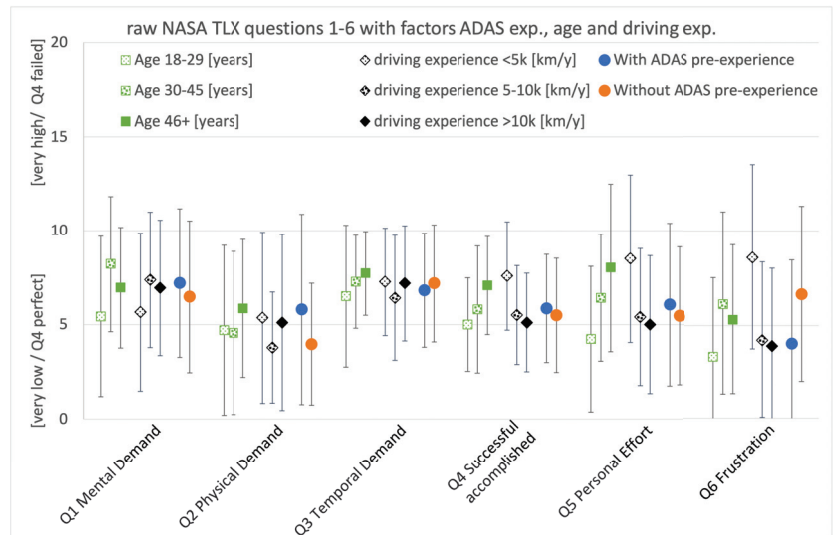 raw NASA TLX questions 1-6 with factors ADAS exp., age and driving exp.
[very high/ Q4 failed]
[very low / Q4 perfect]
20
15
10
5
0
Age 18-29 [years]
Age 30-45 [years]
Age 46+ [years]
driving experience <5k [km/y]
driving experience 5-10k [km/y]
driving experience >10k [km/y]
With ADAS pre-experience
Without ADAS pre-experience
Q1 Mental Demand
Q2 Physical Demand
Q3 Temporal Demand
Q4 Successful
accomplished
Q5 Personal Effort
Q6 Frustration